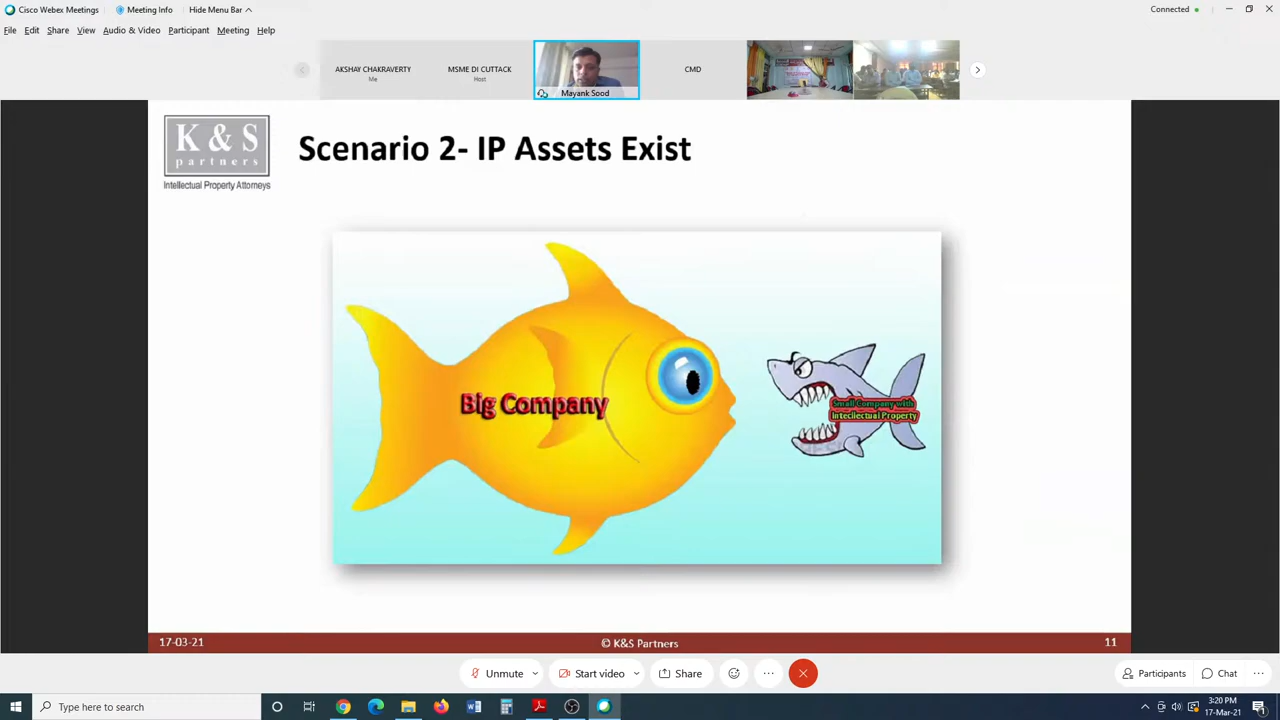 Cisco Webex Meetings Meeting Info Hide Menu Bar Connected
File Edit Share View Audio & Video Participant Meeting Help
AKSHAY CHAKRAVERTY
Me
MSME DI CUTTACK
Host
Mayank Sood
CMD
K & S
partners
Intellectual Property Attorneys
Scenario 2- IP Assets Exist
Big Company
Small Company with
Intecllectual Property
17-03-21 © K&S Partners 11
Unmute Start video Share Participants Chat
Type here to search
3:20 PM
17-Mar-21